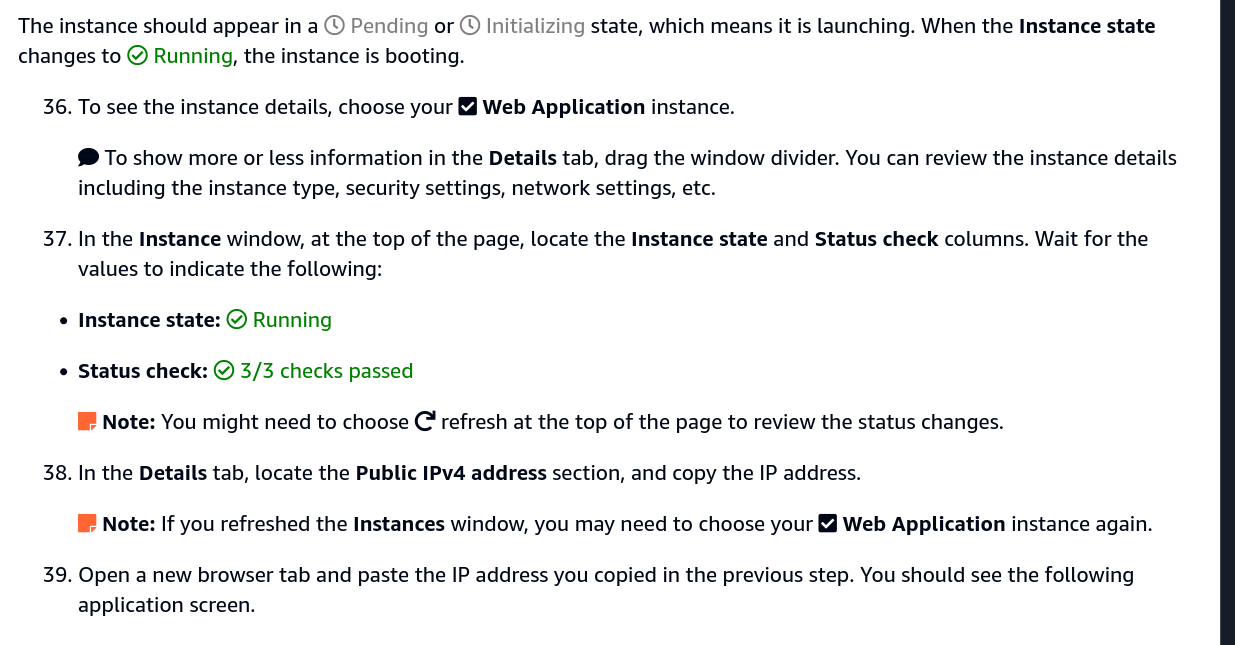 The instance should appear in a Pending or Initializing state, which means it is launching. When the Instance state
changes to Running, the instance is booting.
36. To see the instance details, choose your Web Application instance.
To show more or less information in the Details tab, drag the window divider. You can review the instance details
including the instance type, security settings, network settings, etc.
37. In the Instance window, at the top of the page, locate the Instance state and Status check columns. Wait for the
values to indicate the following:
• Instance state: Running
• Status check: 3/3 checks passed
Note: You might need to choose refresh at the top of the page to review the status changes.
38. In the Details tab, locate the Public IPv4 address section, and copy the IP address.
Note: If you refreshed the Instances window, you may need to choose your Web Application instance again.
39. Open a new browser tab and paste the IP address you copied in the previous step. You should see the following
application screen.